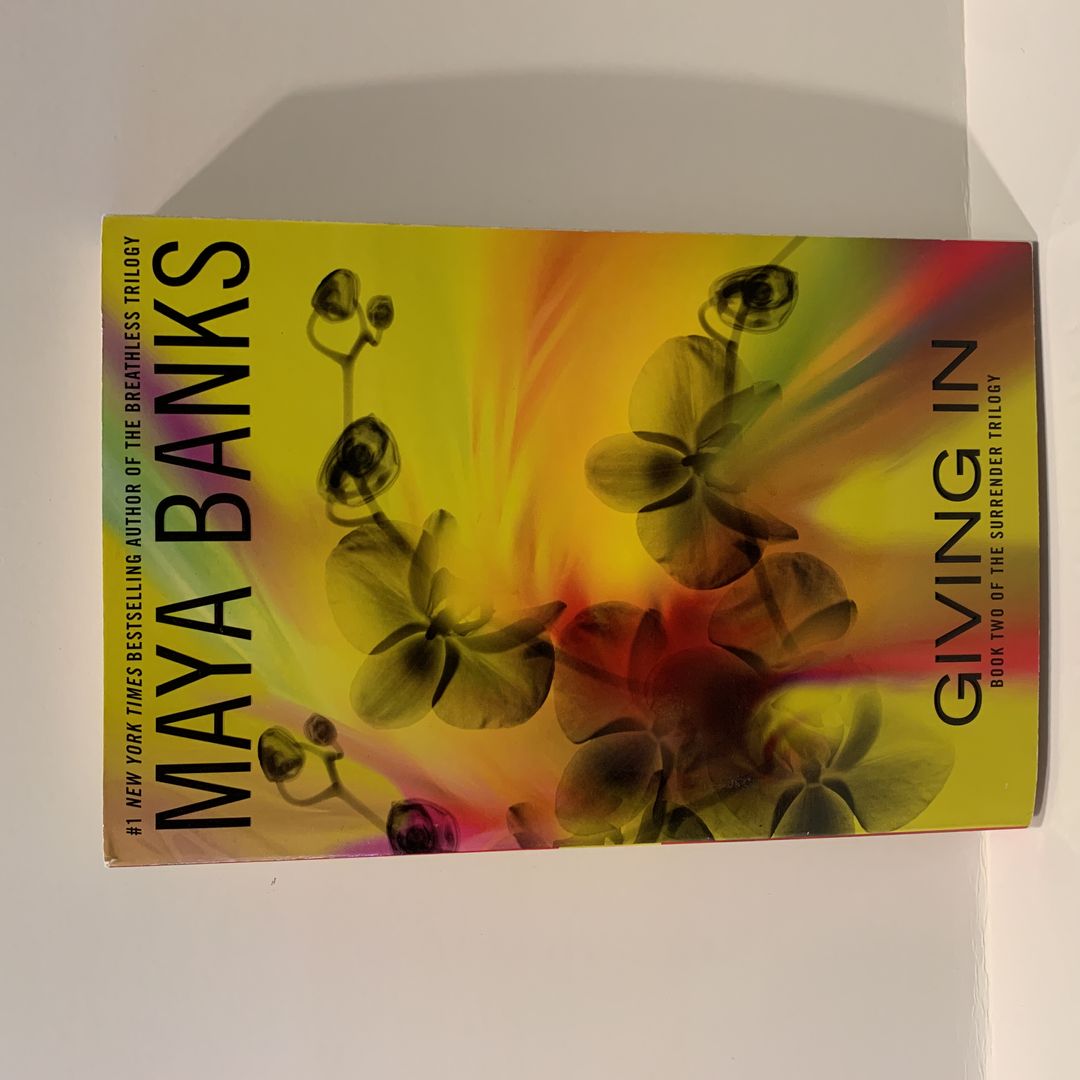 #1 NEW YORK TIMES BESTSELLING AUTHOR OF THE BREATHLESS TRILOGY
MAYA BANKS
GIVING IN
BOOK TWO OF THE SURRENDER TRILOGY